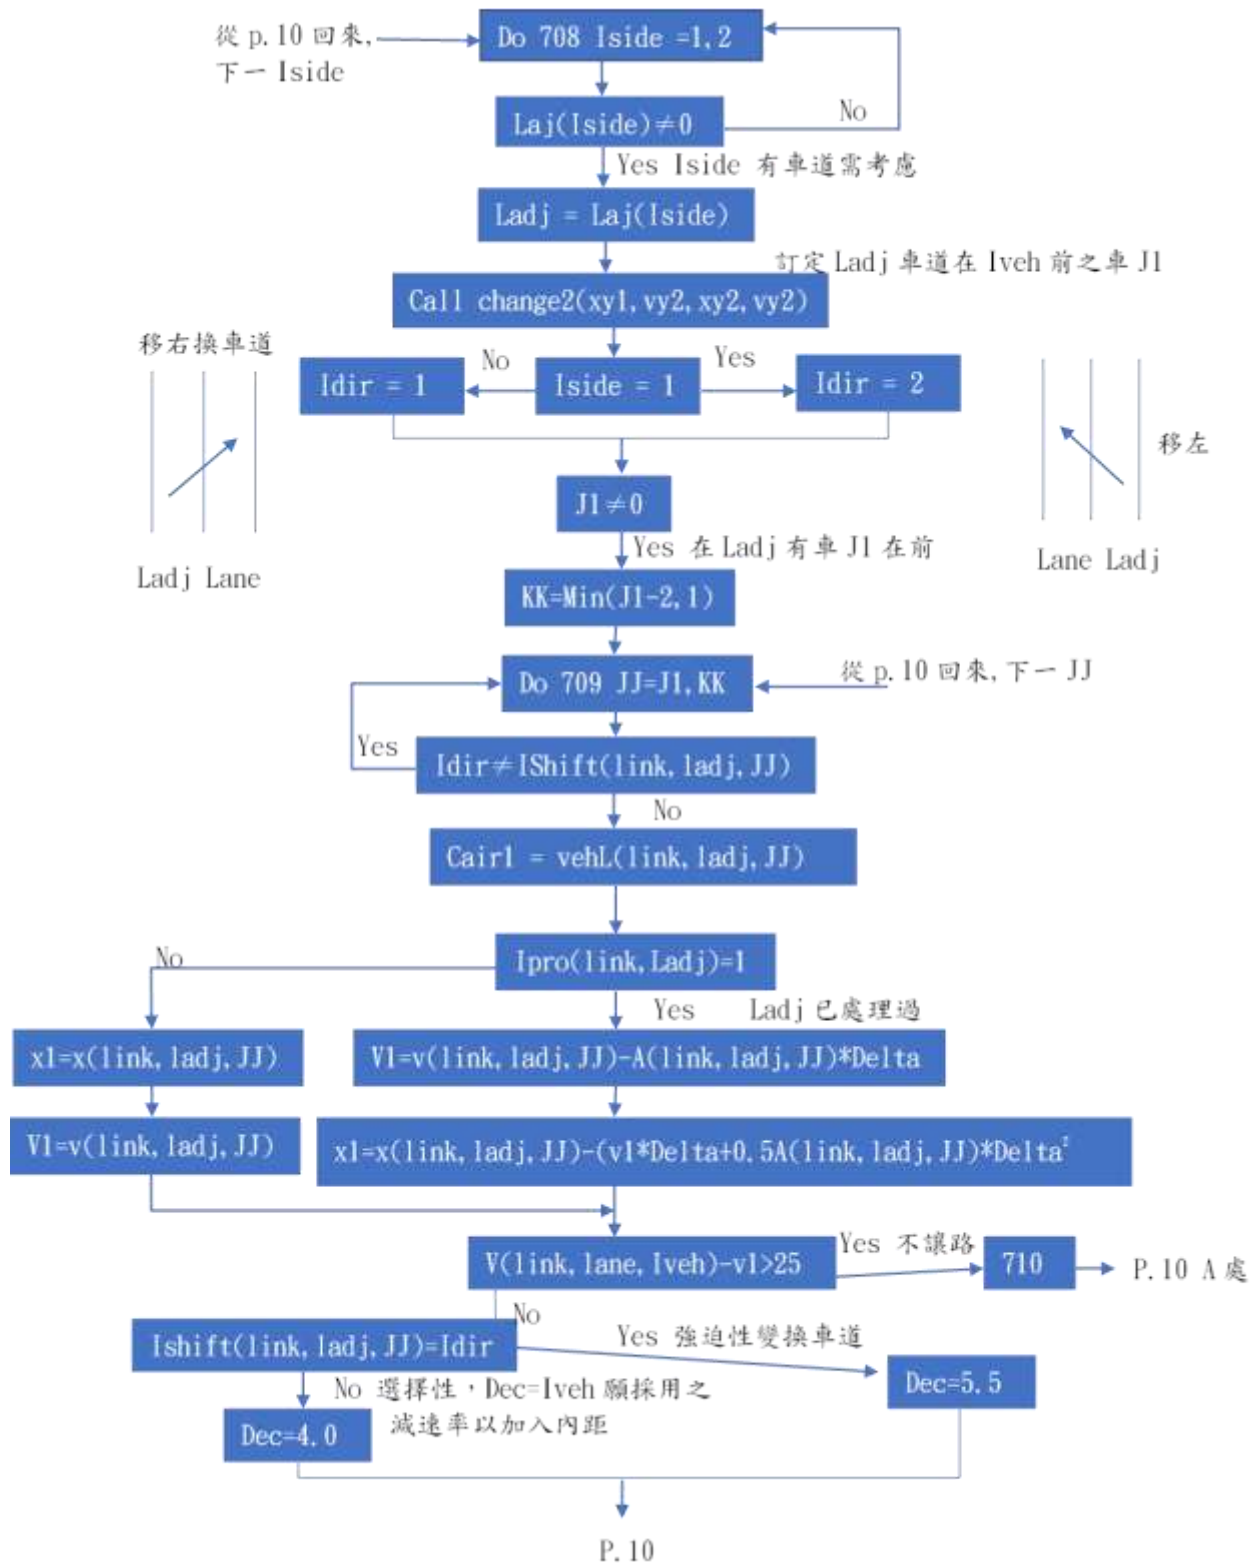 從 p.10 回來,
下一 Iside
Do 708 Iside =1,2
Laj(Iside)≠0
No
Yes Iside 有車道需考慮
Ladj = Laj(Iside)
訂定 Ladj 車道在 Iveh 前之車 J1
Call change2(xy1,vy2,xy2,vy2)
移右換車道
No
Yes
Idir = 1
Iside = 1
Idir = 2
移左
J1≠0
Yes 在 Ladj 有車 J1 在前
Ladj Lane
Lane Ladj
KK=Min(J1-2,1)
從 p.10 回來,下一 JJ
Do 709 JJ=J1,KK
Yes
Idir≠IShift(link,ladj,JJ)
No
Cair1 = vehL(link,ladj,JJ)
No
Ipro(link,Ladj)=1
Yes Ladj 已處理過
x1=x(link,ladj,JJ)
V1=v(link,ladj,JJ)-A(link,ladj,JJ)*Delta
V1=v(link,ladj,JJ)
x1=x(link,ladj,JJ)-(v1*Delta+0.5A(link,ladj,JJ)*Delta²
V(link,lane,Iveh)-v1>25
Yes 不讓路
710
P.10 A 處
No
Ishift(link,ladj,JJ)=Idir
Yes 強迫性變換車道
Dec=5.5
No 選擇性，Dec=Iveh 願採用之
減速率以加入內距
Dec=4.0
P.10